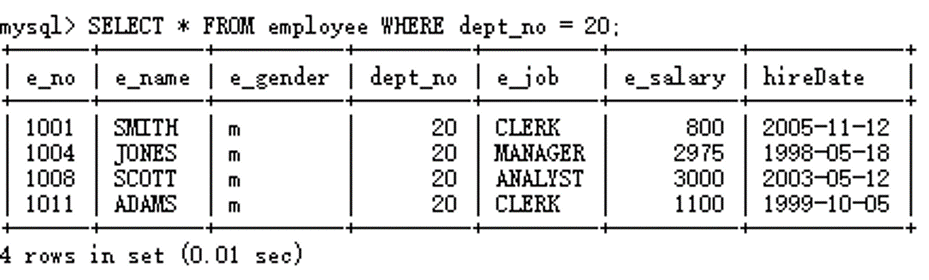 mysql> SELECT * FROM employee WHERE dept_no = 20;
| e_no | e_name | e_gender | dept_no | e_job | e_salary | hireDate |
| 1001 | SMITH | m | 20 | CLERK | 800 | 2005-11-12 |
| 1004 | JONES | m | 20 | MANAGER | 2975 | 1998-05-18 |
| 1008 | SCOTT | m | 20 | ANALYST | 3000 | 2003-05-12 |
| 1011 | ADAMS | m | 20 | CLERK | 1100 | 1999-10-05 |
4 rows in set (0.01 sec)